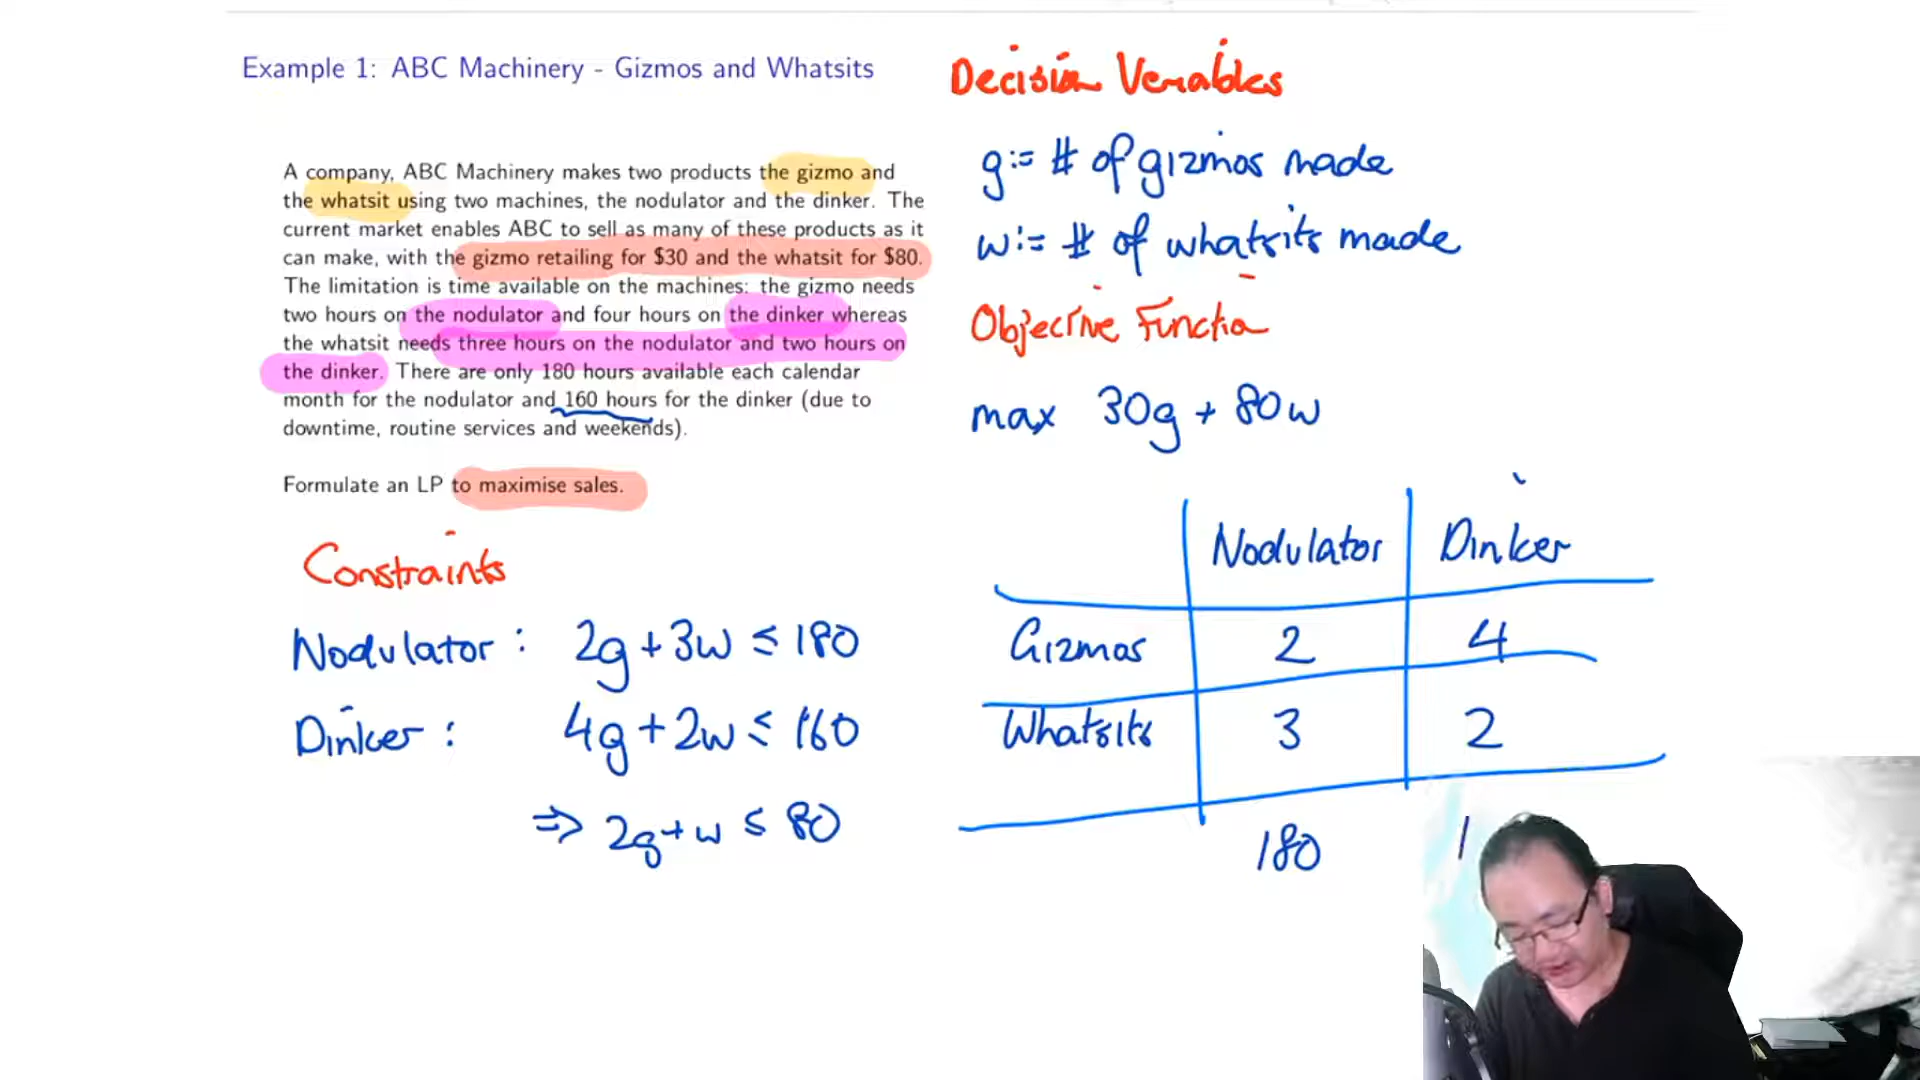 Example 1: ABC Machinery - Gizmos and Whatsits
A company, ABC Machinery makes two products the gizmo and
the whatsit using two machines, the nodulator and the dinker. The
current market enables ABC to sell as many of these products as it
can make, with the gizmo retailing for $30 and the whatsit for $80.
The limitation is time available on the machines: the gizmo needs
two hours on the nodulator and four hours on the dinker whereas
the whatsit needs three hours on the nodulator and two hours on
the dinker. There are only 180 hours available each calendar
month for the nodulator and 160 hours for the dinker (due to
downtime, routine services and weekends).
Formulate an LP to maximise sales.
Constraints
Nodulator: 2g+3w ≤ 180
Dinker: 4g+2w ≤ 160
⇒ 2g+w ≤ 80
Decision Variables
g:= # of gizmos made
w:= # of whatsits made
Objective Functio
max 30g + 80w
Nodulator Dinker
Gizmos 2 4
Whatsits 3 2
180 1